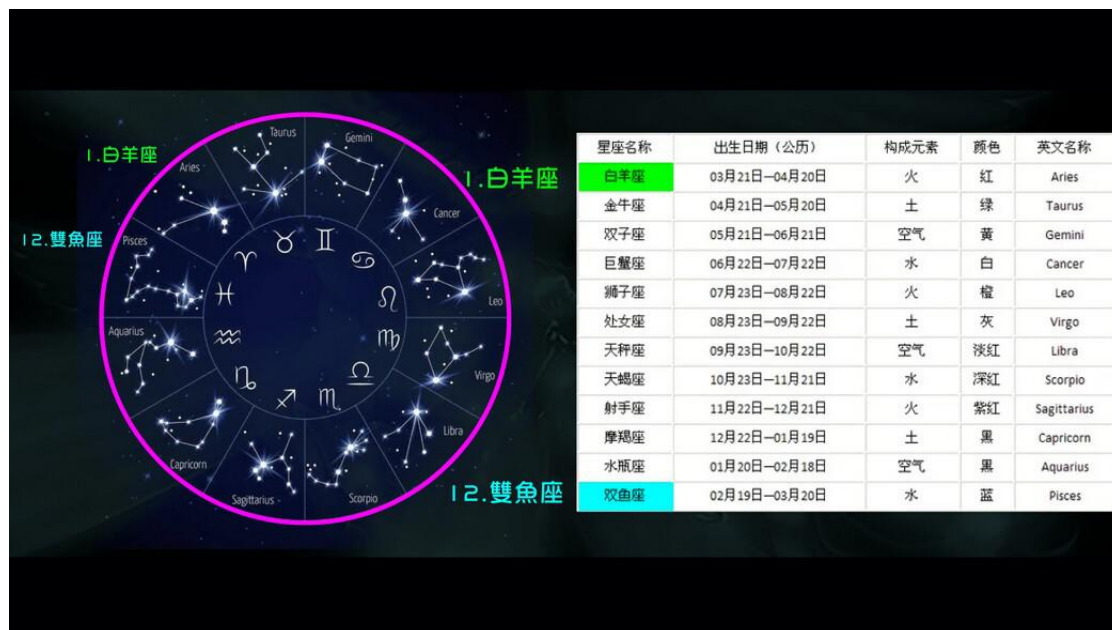 Taurus
Gemini
1.白羊座
Aries
1.白羊座
Cancer
12.雙魚座
Pisces
Leo
Aquarius
Virgo
Libra
Capricorn
Sagittarius
Scorpio
12.雙魚座
星座名称 出生日期（公历） 构成元素 颜色 英文名称
白羊座 03月21日—04月20日 火 红 Aries
金牛座 04月21日—05月20日 土 绿 Taurus
双子座 05月21日—06月21日 空气 黄 Gemini
巨蟹座 06月22日—07月22日 水 白 Cancer
狮子座 07月23日—08月22日 火 橙 Leo
处女座 08月23日—09月22日 土 灰 Virgo
天秤座 09月23日—10月22日 空气 淡红 Libra
天蝎座 10月23日—11月21日 水 深红 Scorpio
射手座 11月22日—12月21日 火 紫红 Sagittarius
摩羯座 12月22日—01月19日 土 黑 Capricorn
水瓶座 01月20日—02月18日 空气 黑 Aquarius
双鱼座 02月19日—03月20日 水 蓝 Pisces